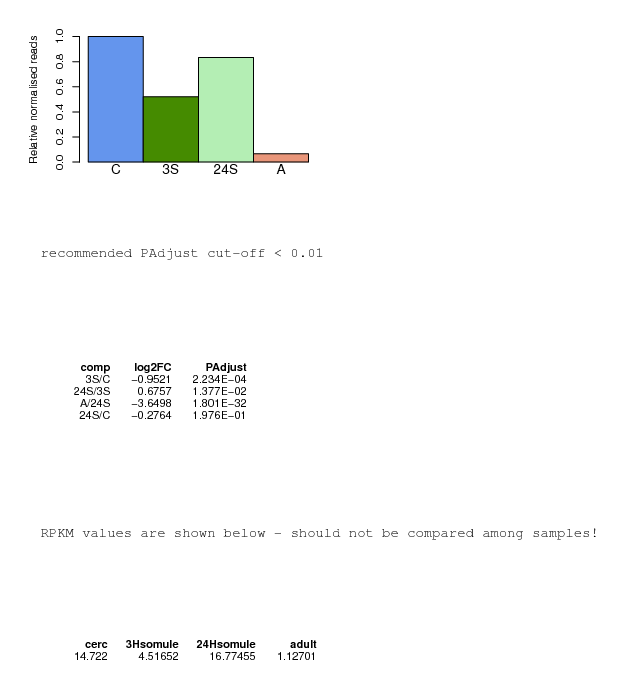 Relative normalised reads
1.0
0.8
0.6
0.4
0.2
0.0
C 3S 24S A
recommended PAdjust cut-off < 0.01
comp log2FC PAdjust
3S/C −0.9521 2.234E−04
24S/3S 0.6757 1.377E−02
A/24S −3.6498 1.801E−32
24S/C −0.2764 1.976E−01
RPKM values are shown below - should not be compared among samples!
cerc 3Hsomule 24Hsomule adult
14.722 4.51652 16.77455 1.12701